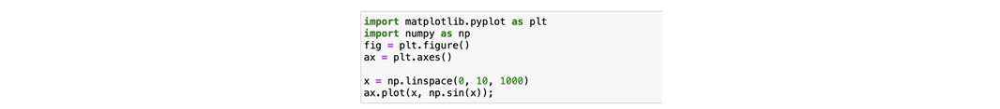 import matplotlib.pyplot as plt
import numpy as np
fig = plt.figure()
ax = plt.axes()
x = np.linspace(0, 10, 1000)
ax.plot(x, np.sin(x));